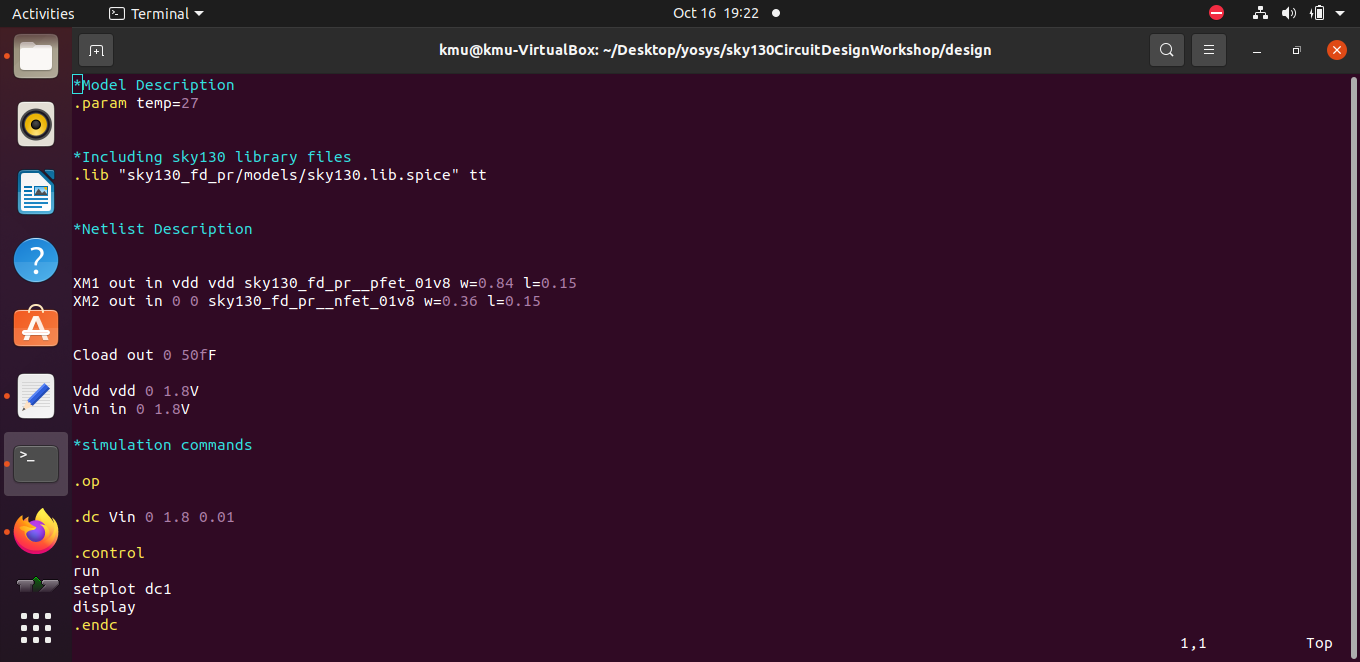 Activities
Terminal
Oct 16 19:22
kmu@kmu-VirtualBox: ~/Desktop/yosys/sky130CircuitDesignWorkshop/design
*Model Description
.param temp=27
*Including sky130 library files
.lib "sky130_fd_pr/models/sky130.lib.spice" tt
*Netlist Description
XM1 out in vdd vdd sky130_fd_pr__pfet_01v8 w=0.84 l=0.15
XM2 out in 0 0 sky130_fd_pr__nfet_01v8 w=0.36 l=0.15
Cload out 0 50fF
Vdd vdd 0 1.8V
Vin in 0 1.8V
*simulation commands
.op
.dc Vin 0 1.8 0.01
.control
run
setplot dc1
display
.endc
1,1 Top